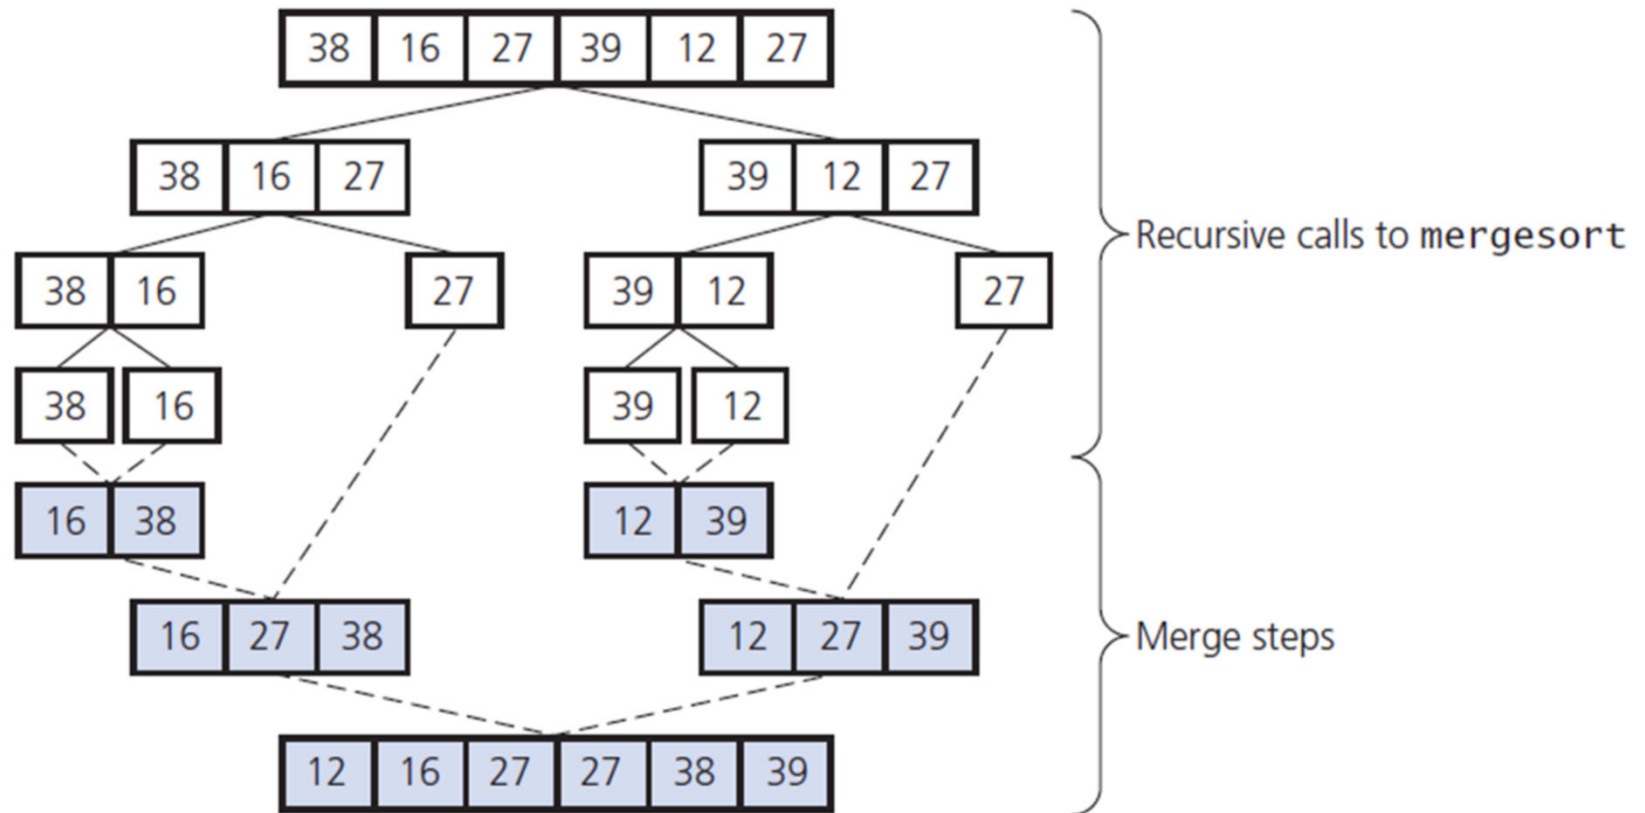 38 16 27 39 12 27
38 16 27 39 12 27
Recursive calls to mergesort
38 16 27 39 12 27
38 16 39 12
16 38 12 39
16 27 38 12 27 39
Merge steps
12 16 27 27 38 39